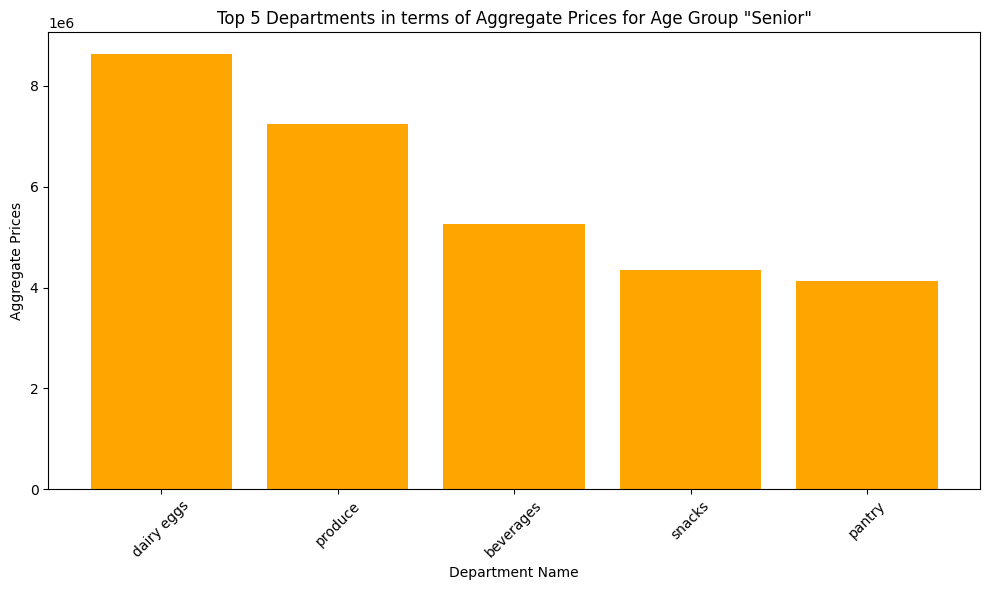 Top 5 Departments in terms of Aggregate Prices for Age Group "Senior"
1e6
Aggregate Prices
8
6
4
2
0
dairy eggs
produce
beverages
snacks
pantry
Department Name